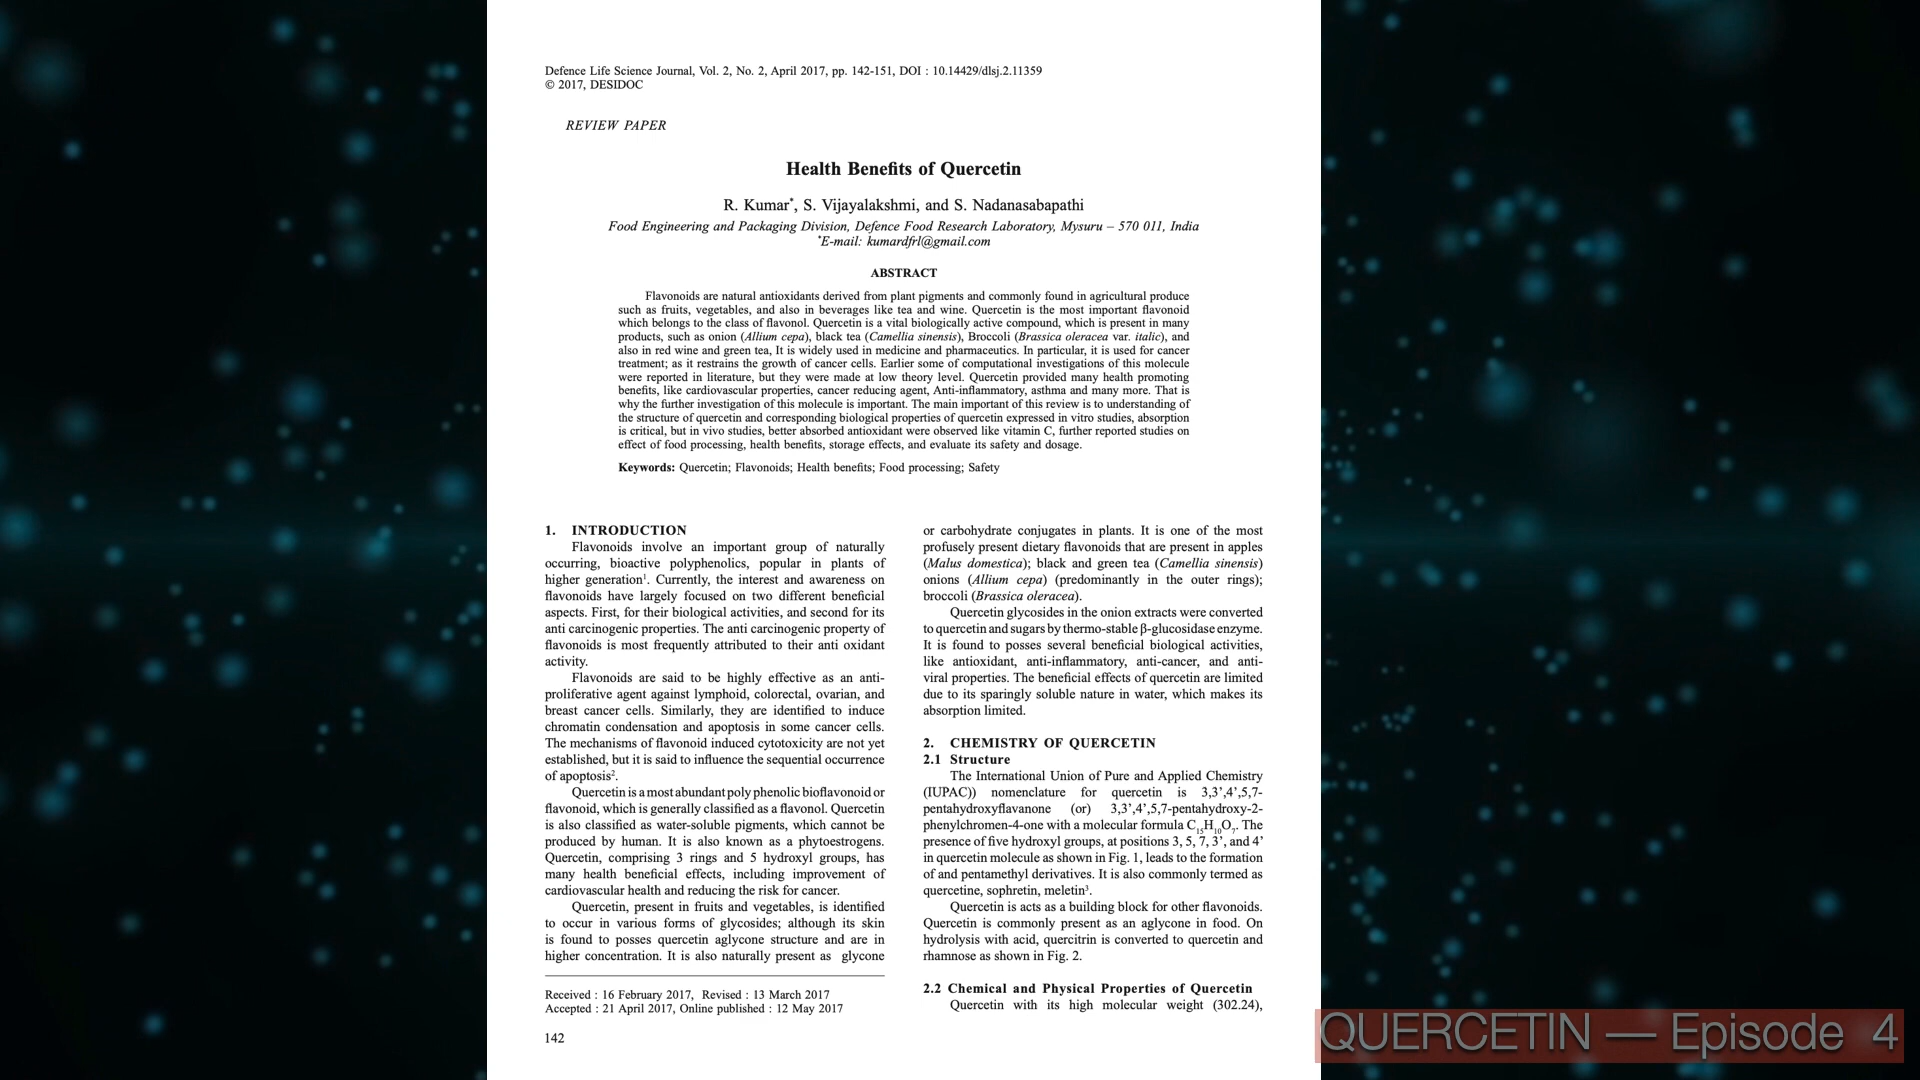 Defence Life Science Journal, Vol. 2, No. 2, April 2017, pp. 142-151, DOI : 10.14429/dlsj.2.11359
© 2017, DESIDOC
REVIEW PAPER
Health Benefits of Quercetin
R. Kumar*, S. Vijayalakshmi, and S. Nadanasabapathi
Food Engineering and Packaging Division, Defence Food Research Laboratory, Mysuru – 570 011, India
*E-mail: kumardfrl@gmail.com
ABSTRACT
Flavonoids are natural antioxidants derived from plant pigments and commonly found in agricultural produce
such as fruits, vegetables, and also in beverages like tea and wine. Quercetin is the most important flavonoid
which belongs to the class of flavonol. Quercetin is a vital biologically active compound, which is present in many
products, such as onion (Allium cepa), black tea (Camellia sinensis), Broccoli (Brassica oleracea var. italic), and
also in red wine and green tea, It is widely used in medicine and pharmaceutics. In particular, it is used for cancer
treatment; as it restrains the growth of cancer cells. Earlier some of computational investigations of this molecule
were reported in literature, but they were made at low theory level. Quercetin provided many health promoting
benefits, like cardiovascular properties, cancer reducing agent, Anti-inflammatory, asthma and many more. That is
why the further investigation of this molecule is important. The main important of this review is to understanding of
the structure of quercetin and corresponding biological properties of quercetin expressed in vitro studies, absorption
is critical, but in vivo studies, better absorbed antioxidant were observed like vitamin C, further reported studies on
effect of food processing, health benefits, storage effects, and evaluate its safety and dosage.
Keywords: Quercetin; Flavonoids; Health benefits; Food processing; Safety
1. INTRODUCTION
Flavonoids involve an important group of naturally
occurring, bioactive polyphenolics, popular in plants of
higher generation1. Currently, the interest and awareness on
flavonoids have largely focused on two different beneficial
aspects. First, for their biological activities, and second for its
anti carcinogenic properties. The anti carcinogenic property of
flavonoids is most frequently attributed to their anti oxidant
activity.
Flavonoids are said to be highly effective as an anti-
proliferative agent against lymphoid, colorectal, ovarian, and
breast cancer cells. Similarly, they are identified to induce
chromatin condensation and apoptosis in some cancer cells.
The mechanisms of flavonoid induced cytotoxicity are not yet
established, but it is said to influence the sequential occurrence
of apoptosis2.
Quercetin is a most abundant poly phenolic bioflavonoid or
flavonoid, which is generally classified as a flavonol. Quercetin
is also classified as water-soluble pigments, which cannot be
produced by human. It is also known as a phytoestrogens.
Quercetin, comprising 3 rings and 5 hydroxyl groups, has
many health beneficial effects, including improvement of
cardiovascular health and reducing the risk for cancer.
Quercetin, present in fruits and vegetables, is identified
to occur in various forms of glycosides; although its skin
is found to posses quercetin aglycone structure and are in
higher concentration. It is also naturally present as glycone
Received : 16 February 2017, Revised : 13 March 2017
Accepted : 21 April 2017, Online published : 12 May 2017
142
or carbohydrate conjugates in plants. It is one of the most
profusely present dietary flavonoids that are present in apples
(Malus domestica); black and green tea (Camellia sinensis)
onions (Allium cepa) (predominantly in the outer rings);
broccoli (Brassica oleracea).
Quercetin glycosides in the onion extracts were converted
to quercetin and sugars by thermo-stable β-glucosidase enzyme.
It is found to posses several beneficial biological activities,
like antioxidant, anti-inflammatory, anti-cancer, and anti-
viral properties. The beneficial effects of quercetin are limited
due to its sparingly soluble nature in water, which makes its
absorption limited.
2. CHEMISTRY OF QUERCETIN
2.1 Structure
The International Union of Pure and Applied Chemistry
(IUPAC)) nomenclature for quercetin is 3,3’,4’,5,7-
pentahydroxyflavanone (or) 3,3’,4’,5,7-pentahydroxy-2-
phenylchromen-4-one with a molecular formula C15H10O7. The
presence of five hydroxyl groups, at positions 3, 5, 7, 3’, and 4’
in quercetin molecule as shown in Fig. 1, leads to the formation
of and pentamethyl derivatives. It is also commonly termed as
quercetine, sophretin, meletin3.
Quercetin is acts as a building block for other flavonoids.
Quercetin is commonly present as an aglycone in food. On
hydrolysis with acid, quercitrin is converted to quercetin and
rhamnose as shown in Fig. 2.
2.2 Chemical and Physical Properties of Quercetin
Quercetin with its high molecular weight (302.24),
QUERCETIN — Episode 4